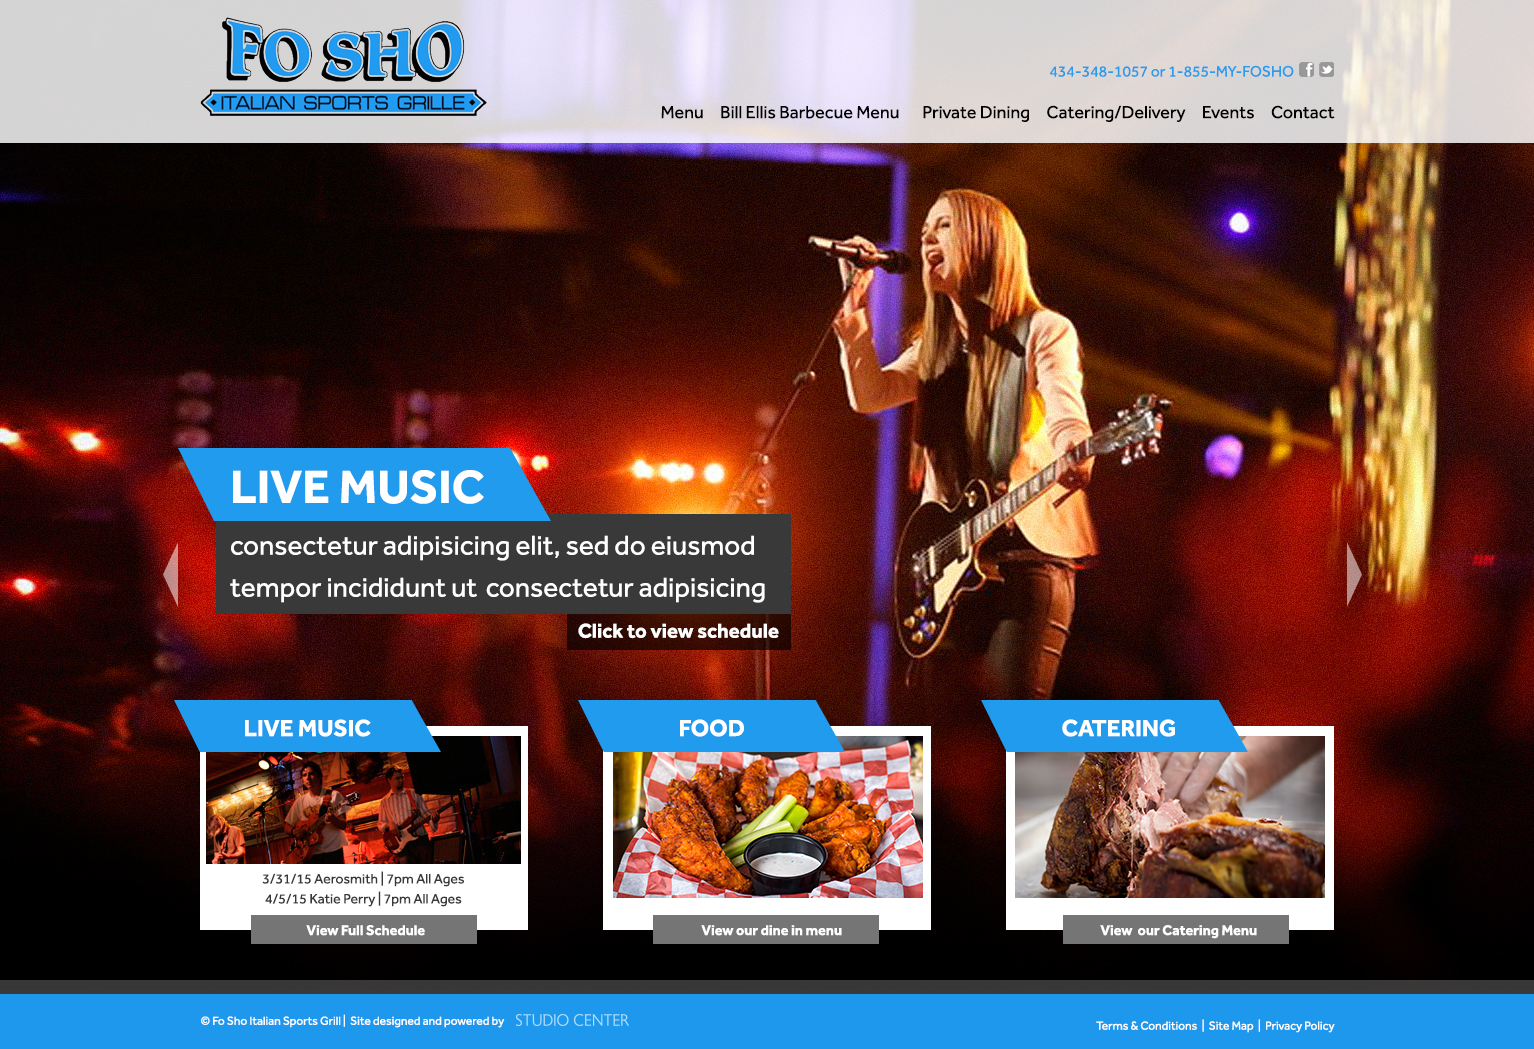 FO SHO
ITALIAN SPORTS GRILLE
434-348-1057 or 1-855-MY-FOSHO
Menu Bill Ellis Barbecue Menu Private Dining Catering/Delivery Events Contact
LIVE MUSIC
consectetur adipisicing elit, sed do eiusmod
tempor incididunt ut consectetur adipisicing
Click to view schedule
LIVE MUSIC
3/31/15 Aerosmith | 7pm All Ages
4/5/15 Katie Perry | 7pm All Ages
View Full Schedule
FOOD
View our dine in menu
CATERING
View our Catering Menu
© Fo Sho Italian Sports Grill | Site designed and powered by STUDIO CENTER
Terms & Conditions | Site Map | Privacy Policy